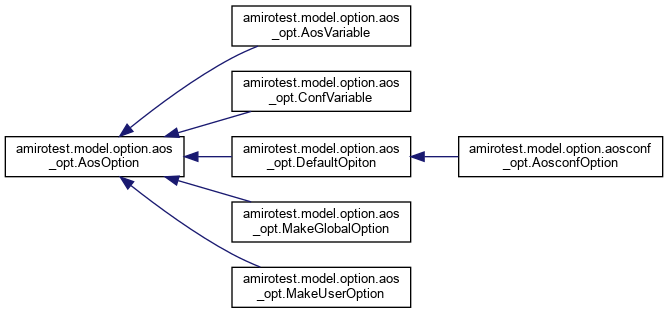 amirotest.model.option.aos
_opt.AosVariable
amirotest.model.option.aos
_opt.ConfVariable
amirotest.model.option.aos
_opt.AosOption
amirotest.model.option.aos
_opt.DefaultOpiton
amirotest.model.option.aosconf
_opt.AosconfOption
amirotest.model.option.aos
_opt.MakeGlobalOption
amirotest.model.option.aos
_opt.MakeUserOption